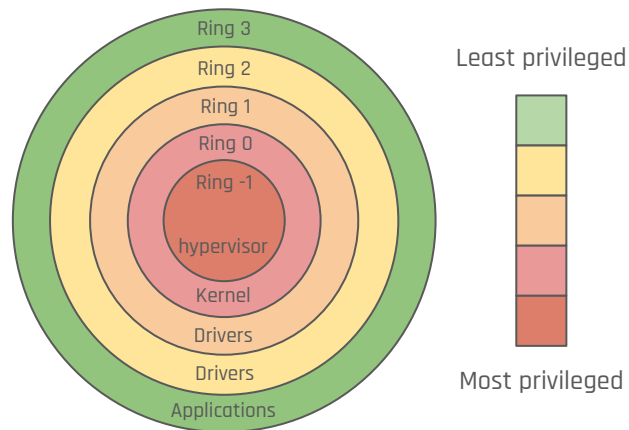 Ring 3
Ring 2
Ring 1
Ring 0
Ring -1
hypervisor
Kernel
Drivers
Drivers
Applications
Least privileged
Most privileged